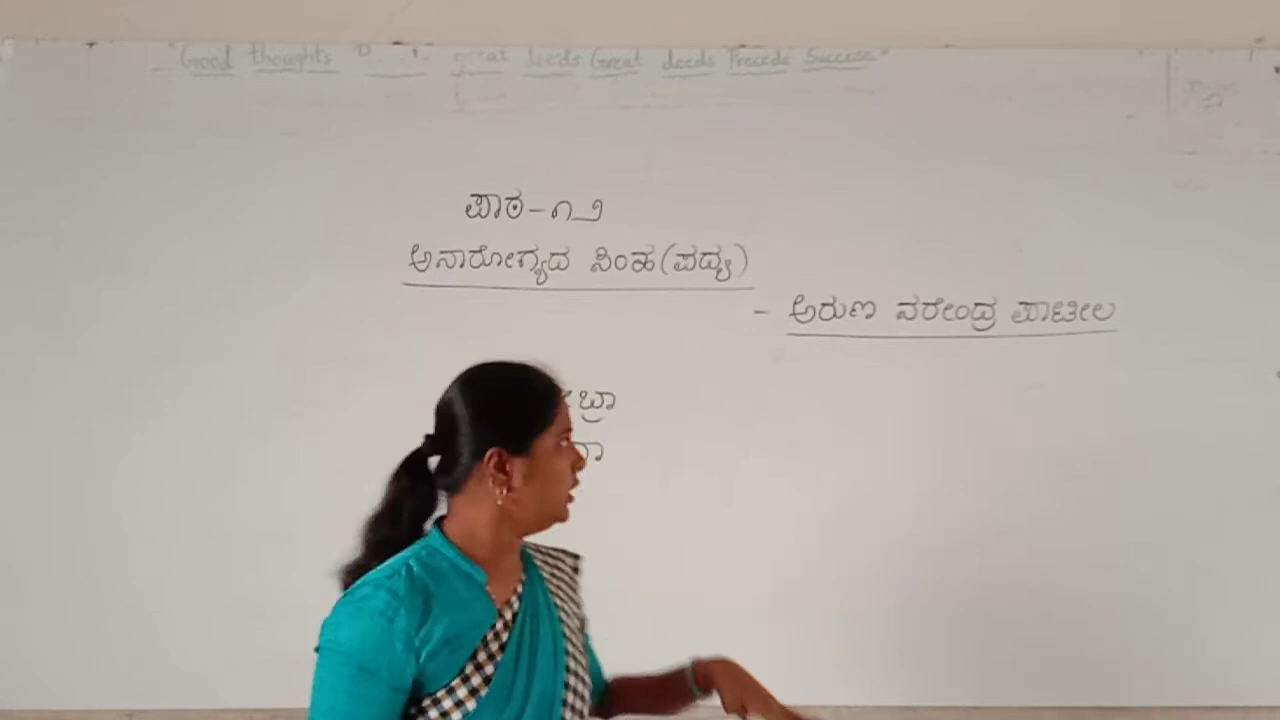 "Good thoughts great deeds Great deeds Precede Success"
ಪಾಠ-೧೨
ಅನಾರೋಗ್ಯದ ಸಿಂಹ(ಪದ್ಯ)
- ಅರುಣ ನರೇಂದ್ರ ಪಾಟೀಲ
ಬ್ರಾ